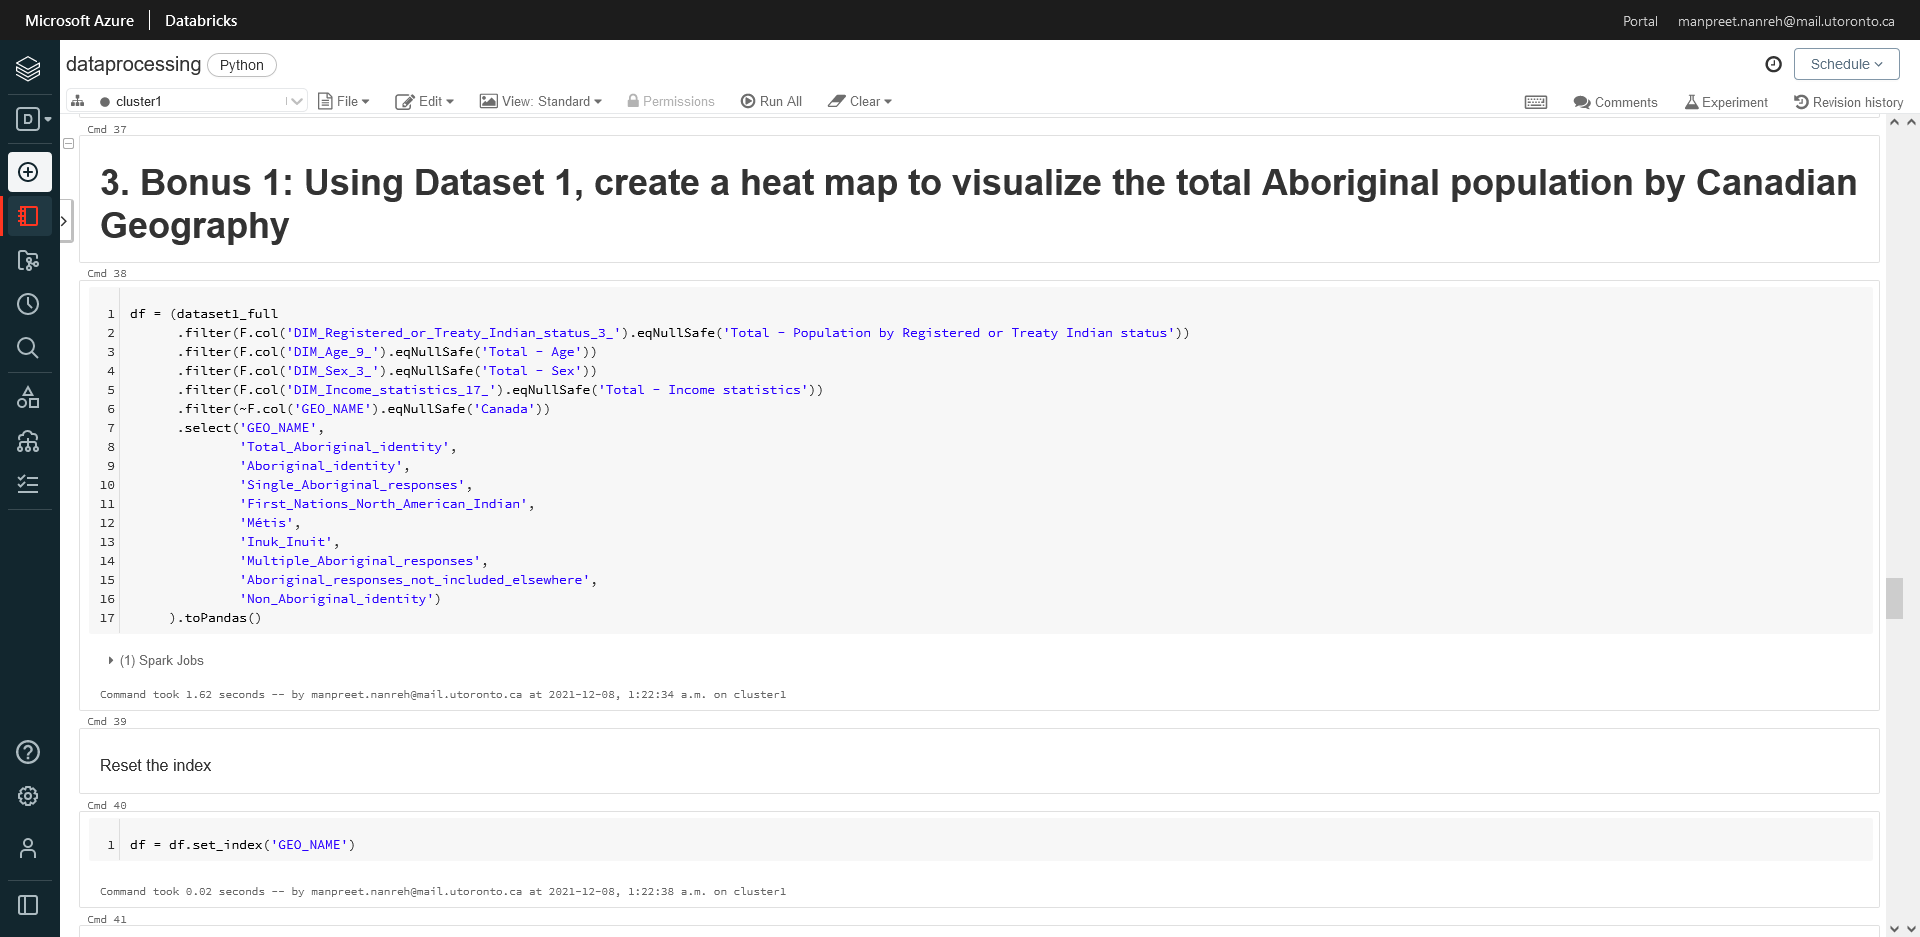 Microsoft Azure Databricks Portal manpreet.nanreh@mail.utoronto.ca
dataprocessing Python Schedule
cluster1 File Edit View: Standard Permissions Run All Clear Comments Experiment Revision history
D
Cmd 37
3. Bonus 1: Using Dataset 1, create a heat map to visualize the total Aboriginal population by Canadian
Geography
Cmd 38
1 df = (dataset1_full
2 .filter(F.col('DIM_Registered_or_Treaty_Indian_status_3_').eqNullSafe('Total - Population by Registered or Treaty Indian status'))
3 .filter(F.col('DIM_Age_9_').eqNullSafe('Total - Age'))
4 .filter(F.col('DIM_Sex_3_').eqNullSafe('Total - Sex'))
5 .filter(F.col('DIM_Income_statistics_17_').eqNullSafe('Total - Income statistics'))
6 .filter(~F.col('GEO_NAME').eqNullSafe('Canada'))
7 .select('GEO_NAME',
8 'Total_Aboriginal_identity',
9 'Aboriginal_identity',
10 'Single_Aboriginal_responses',
11 'First_Nations_North_American_Indian',
12 'Métis',
13 'Inuk_Inuit',
14 'Multiple_Aboriginal_responses',
15 'Aboriginal_responses_not_included_elsewhere',
16 'Non_Aboriginal_identity')
17 ).toPandas()
(1) Spark Jobs
Command took 1.62 seconds -- by manpreet.nanreh@mail.utoronto.ca at 2021-12-08, 1:22:34 a.m. on cluster1
Cmd 39
Reset the index
Cmd 40
1 df = df.set_index('GEO_NAME')
Command took 0.02 seconds -- by manpreet.nanreh@mail.utoronto.ca at 2021-12-08, 1:22:38 a.m. on cluster1
Cmd 41